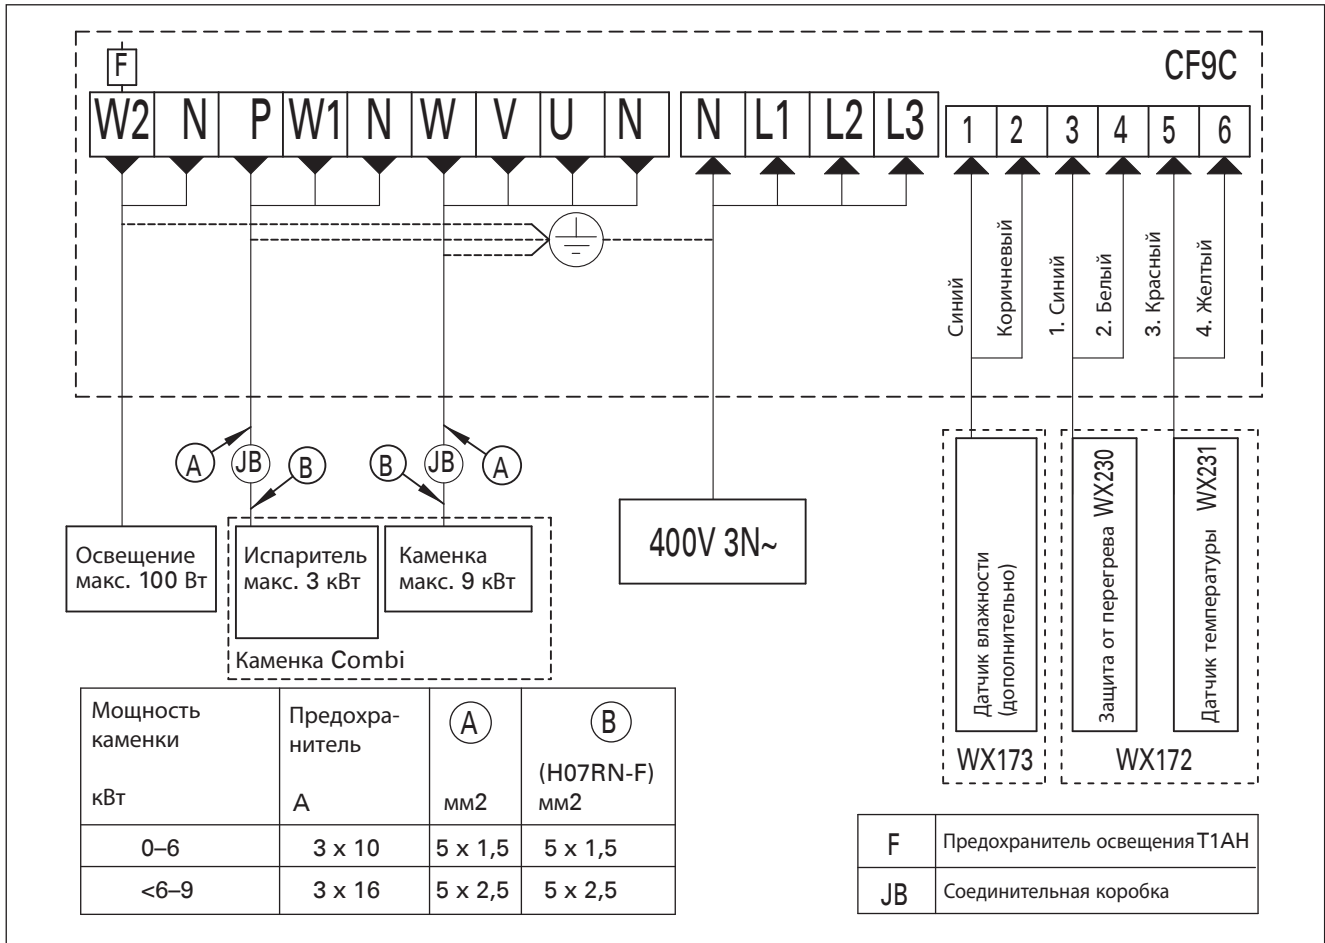 CF9C
F
W2 N P W1 N W V U N N L1 L2 L3 1 2 3 4 5 6
Синий
Коричневый
1. Синий
2. Белый
3. Красный
4. Желтый
A JB B B JB A
Освещение
макс. 100 Вт
Испаритель
макс. 3 кВт
Каменка
макс. 9 кВт
Каменка Combi
400V 3N~
Датчик влажности
(дополнительно)
WX173
Защита от перегрева WX230
Датчик температуры WX231
WX172
Мощность
каменки
кВт
Предохра-
нитель
А
A
мм2
B
(H07RN-F)
мм2
0–6 3 x 10 5 x 1,5 5 x 1,5
<6–9 3 x 16 5 x 2,5 5 x 2,5
F Предохранитель освещения T1AH
JB Соединительная коробка